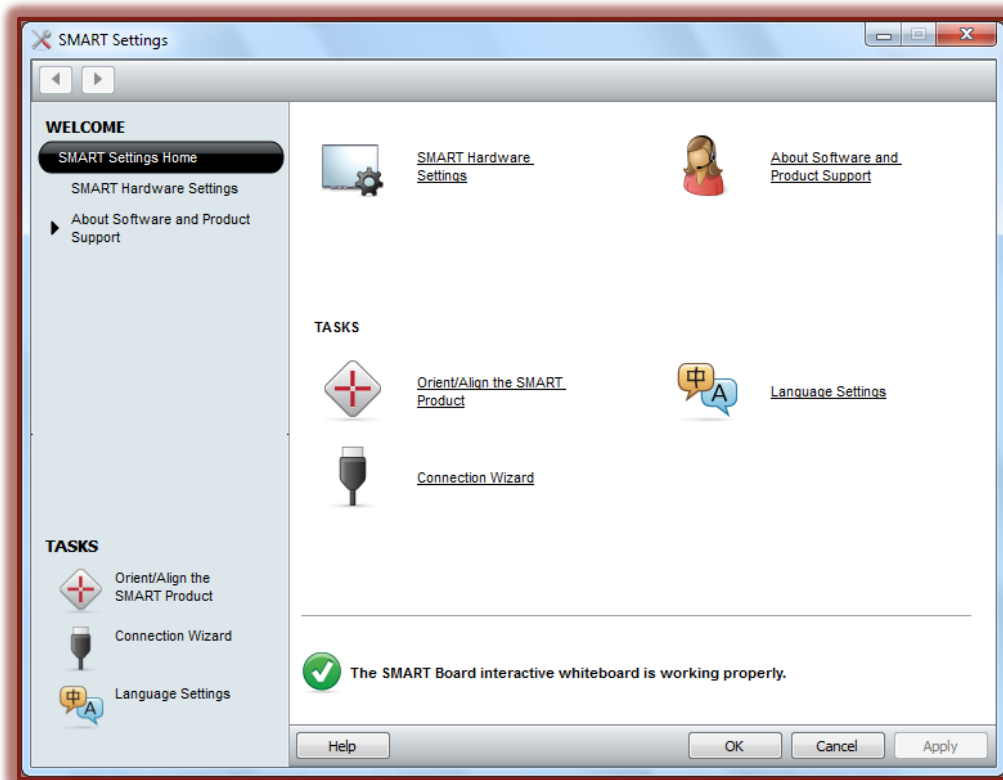 SMART Settings
WELCOME
SMART Settings Home
SMART Hardware Settings
About Software and Product
Support
TASKS
Orient/Align the
SMART Product
Connection Wizard
中 A
Language Settings
SMART Hardware
Settings
About Software and
Product Support
TASKS
Orient/Align the SMART
Product
中 A
Language Settings
Connection Wizard
The SMART Board interactive whiteboard is working properly.
Help
OK
Cancel
Apply